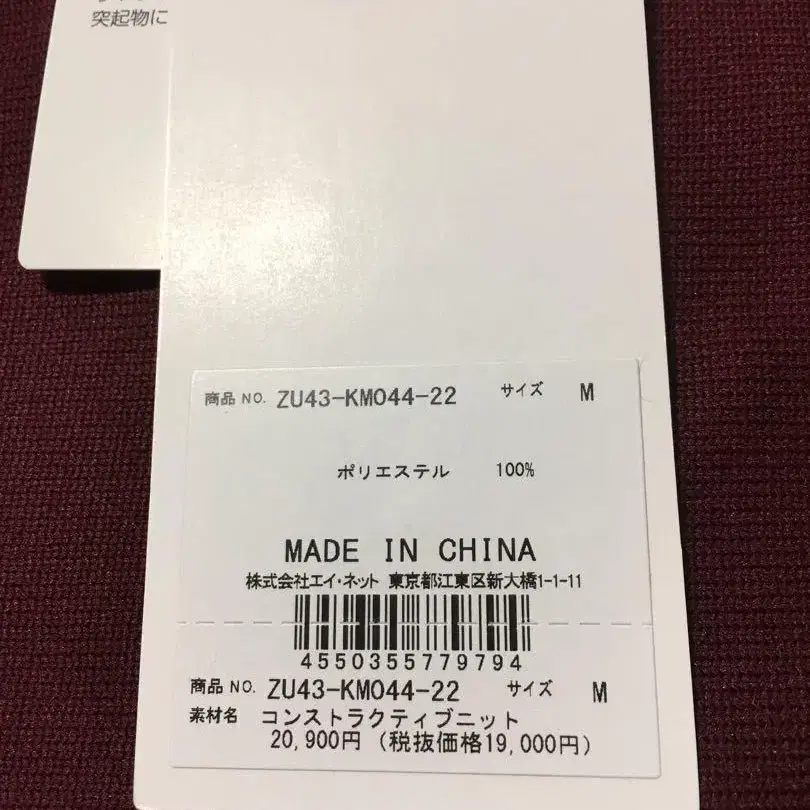 突起物に
商品 NO. ZU43-KM044-22 サイズ M
ポリエステル 100%
MADE IN CHINA
株式会社エイ・ネット 東京都江東区新大橋1-1-11
4550355779794
商品 NO. ZU43-KM044-22 サイズ M
素材名 コンストラクティブニット
20,900円 (税抜価格19,000円)